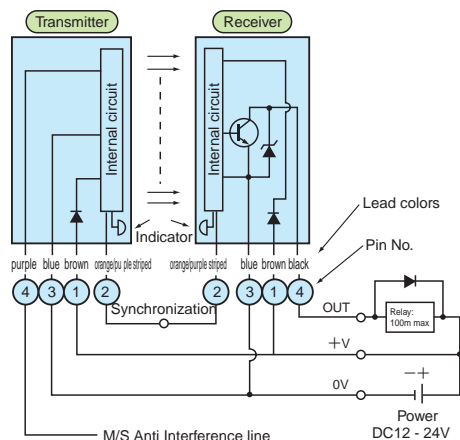 Transmitter
Receiver
Internal circuit
Internal circuit
Indicator
Lead colors
Pin No.
purple
blue
brown
orange/pu ple striped
orange/purple striped
blue
brown
black
4
3
1
2
2
3
1
4
Synchronization
OUT
Relay:
100m max
+V
0V
−+
Power
DC12 - 24V
M/S Anti Interference line